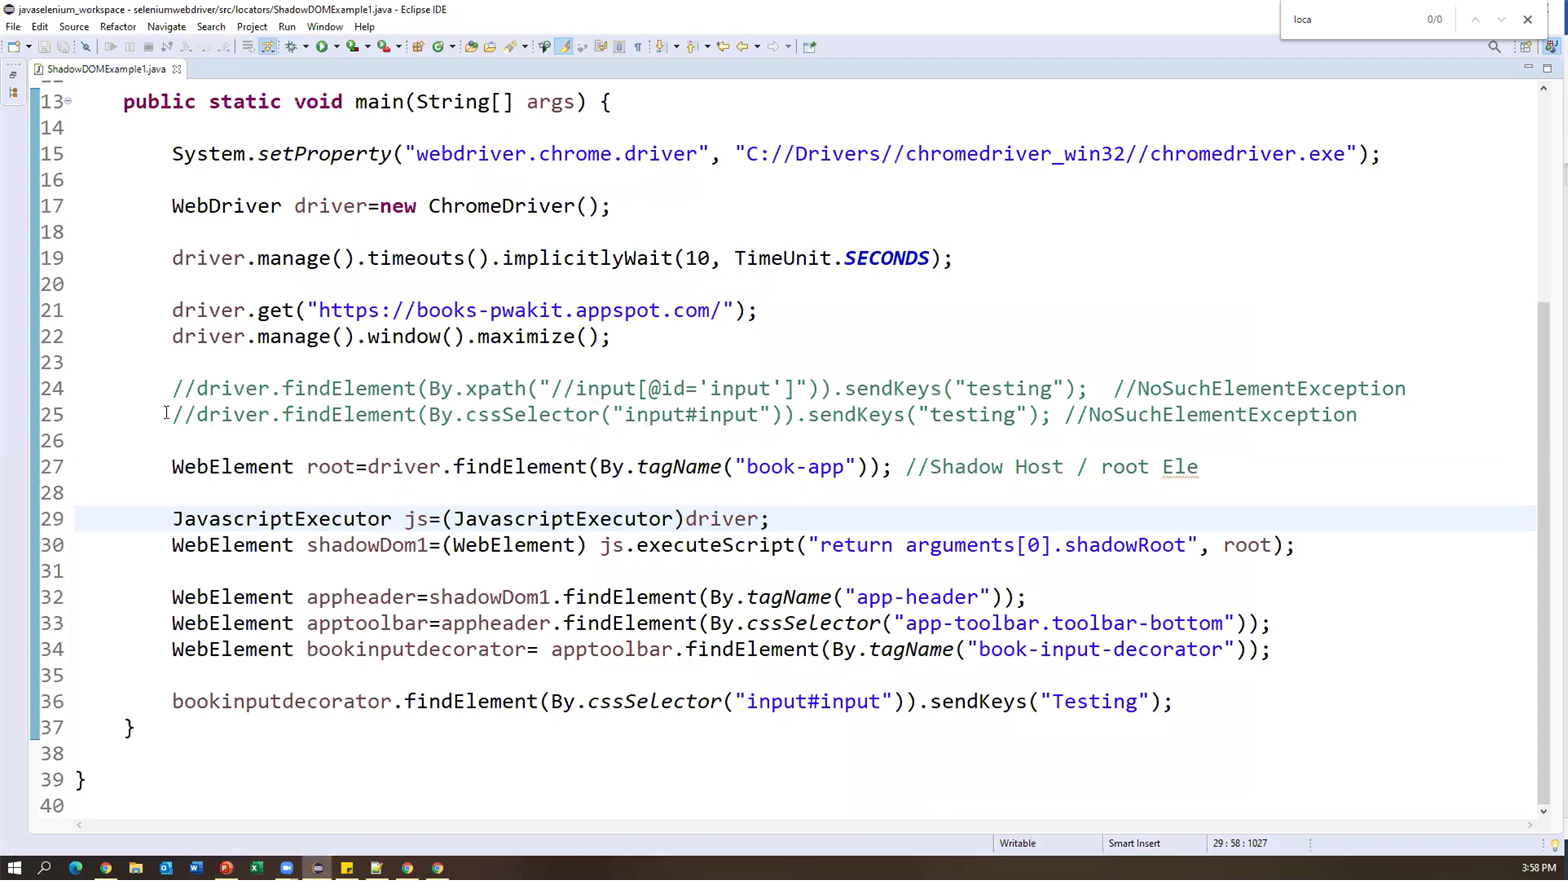 javaselenium_workspace - seleniumwebdriver/src/locators/ShadowDOMExample1.java - Eclipse IDE
loca
0/0
File Edit Source Refactor Navigate Search Project Run Window Help
ShadowDOMExample1.java
13 public static void main(String[] args) {
14
15 System.setProperty("webdriver.chrome.driver", "C://Drivers//chromedriver_win32//chromedriver.exe");
16
17 WebDriver driver=new ChromeDriver();
18
19 driver.manage().timeouts().implicitlyWait(10, TimeUnit.SECONDS);
20
21 driver.get("https://books-pwakit.appspot.com/");
22 driver.manage().window().maximize();
23
24 //driver.findElement(By.xpath("//input[@id='input']")).sendKeys("testing"); //NoSuchElementException
25 //driver.findElement(By.cssSelector("input#input")).sendKeys("testing"); //NoSuchElementException
26
27 WebElement root=driver.findElement(By.tagName("book-app")); //Shadow Host / root Ele
28
29 JavascriptExecutor js=(JavascriptExecutor)driver;
30 WebElement shadowDom1=(WebElement) js.executeScript("return arguments[0].shadowRoot", root);
31
32 WebElement appheader=shadowDom1.findElement(By.tagName("app-header"));
33 WebElement apptoolbar=appheader.findElement(By.cssSelector("app-toolbar.toolbar-bottom"));
34 WebElement bookinputdecorator= apptoolbar.findElement(By.tagName("book-input-decorator"));
35
36 bookinputdecorator.findElement(By.cssSelector("input#input")).sendKeys("Testing");
37 }
38
39 }
40
Writable Smart Insert 29 : 58 : 1027
3:58 PM